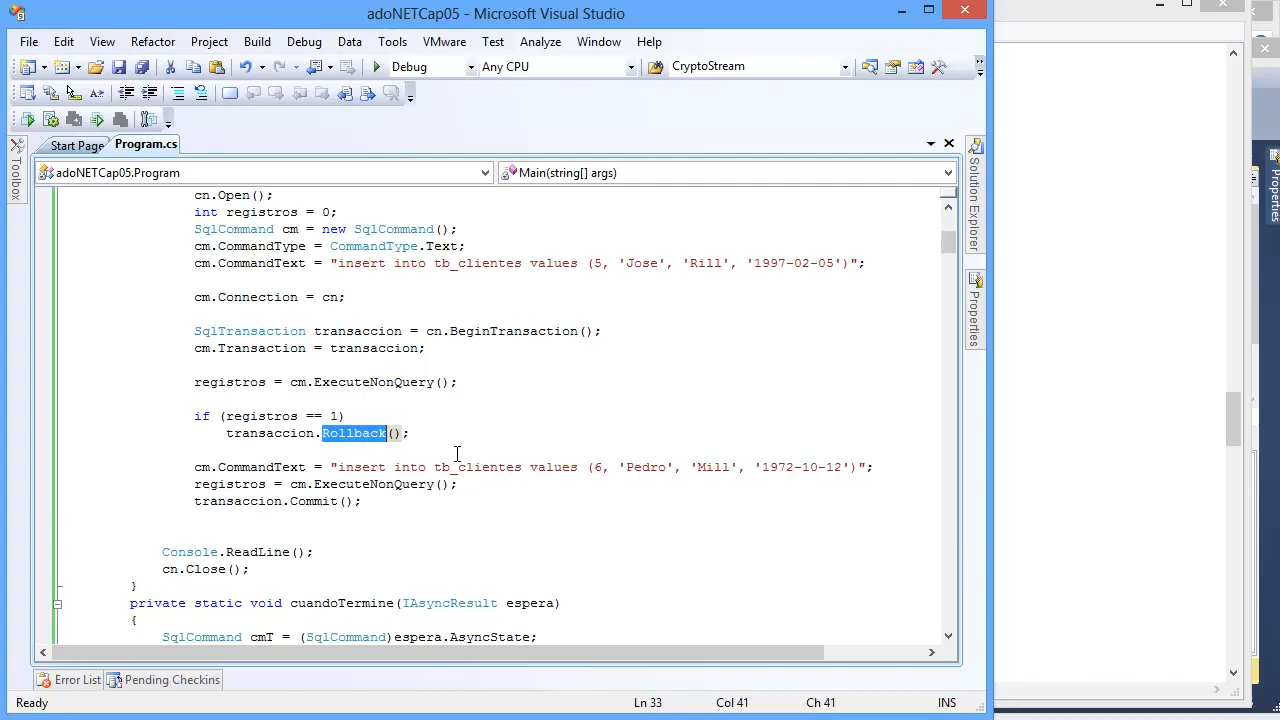 adoNETCap05 - Microsoft Visual Studio
File Edit View Refactor Project Build Debug Data Tools VMware Test Analyze Window Help
Debug Any CPU CryptoStream
Start Page Program.cs
adoNETCap05.Program Main(string[] args)
Toolbox
cn.Open();
int registros = 0;
SqlCommand cm = new SqlCommand();
cm.CommandType = CommandType.Text;
cm.CommandText = "insert into tb_clientes values (5, 'Jose', 'Rill', '1997-02-05')";
cm.Connection = cn;
SqlTransaction transaccion = cn.BeginTransaction();
cm.Transaction = transaccion;
registros = cm.ExecuteNonQuery();
if (registros == 1)
transaccion.Rollback();
cm.CommandText = "insert into tb_clientes values (6, 'Pedro', 'Mill', '1972-10-12')";
registros = cm.ExecuteNonQuery();
transaccion.Commit();
Console.ReadLine();
cn.Close();
}
private static void cuandoTermine(IAsyncResult espera)
{
SqlCommand cmT = (SqlCommand)espera.AsyncState;
Solution Explorer
Properties
Properties
Error List Pending Checkins
Ready Ln 33 Col 41 Ch 41 INS